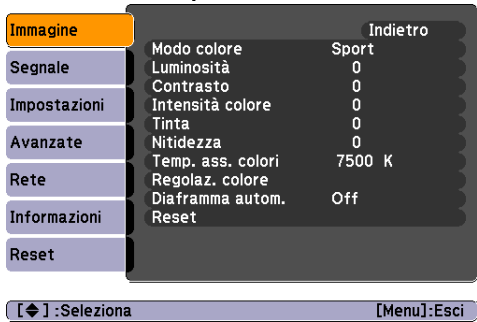 Immagine
Segnale
Impostazioni
Avanzate
Rete
Informazioni
Reset
Indietro
Modo colore Sport
Luminosità 0
Contrasto 0
Intensità colore 0
Tinta 0
Nitidezza 0
Temp. ass. colori 7500 K
Regolaz. colore
Diaframma autom. Off
Reset
[◆] :Seleziona [Menu]:Esci